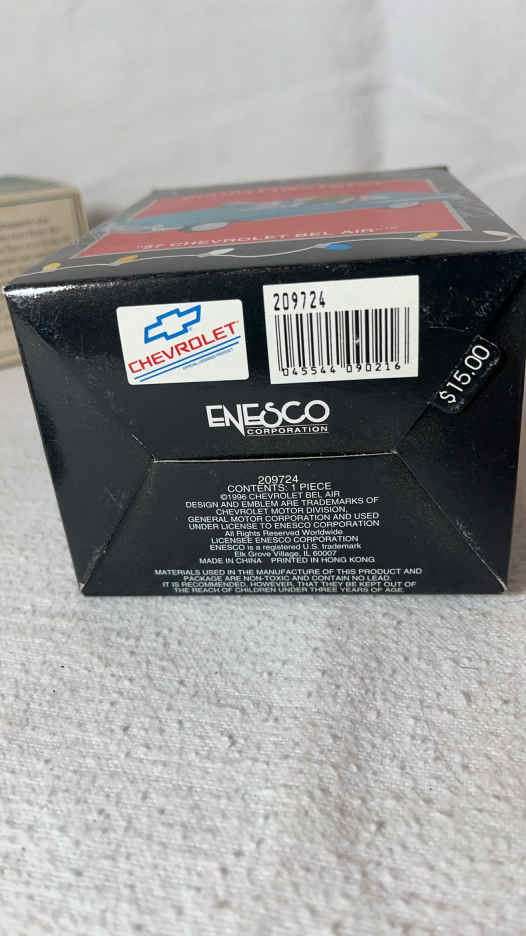 "57 CHEVROLET BEL AIR"
CHEVROLET
OFFICIAL LICENSED PRODUCT
209724
045544 090216
$15.00
ENESCO
CORPORATION
209724
CONTENTS: 1 PIECE
©1996 CHEVROLET BEL AIR
DESIGN AND EMBLEM ARE TRADEMARKS OF
CHEVROLET MOTOR DIVISION,
GENERAL MOTOR CORPORATION AND USED
UNDER LICENSE TO ENESCO CORPORATION
All Rights Reserved Worldwide
LICENSEE ENESCO CORPORATION
ENESCO is a registered U.S. trademark
Elk Grove Village, IL 60007
MADE IN CHINA PRINTED IN HONG KONG
MATERIALS USED IN THE MANUFACTURE OF THIS PRODUCT AND
PACKAGE ARE NON-TOXIC AND CONTAIN NO LEAD.
IT IS RECOMMENDED, HOWEVER, THAT THEY BE KEPT OUT OF
THE REACH OF CHILDREN UNDER THREE YEARS OF AGE.